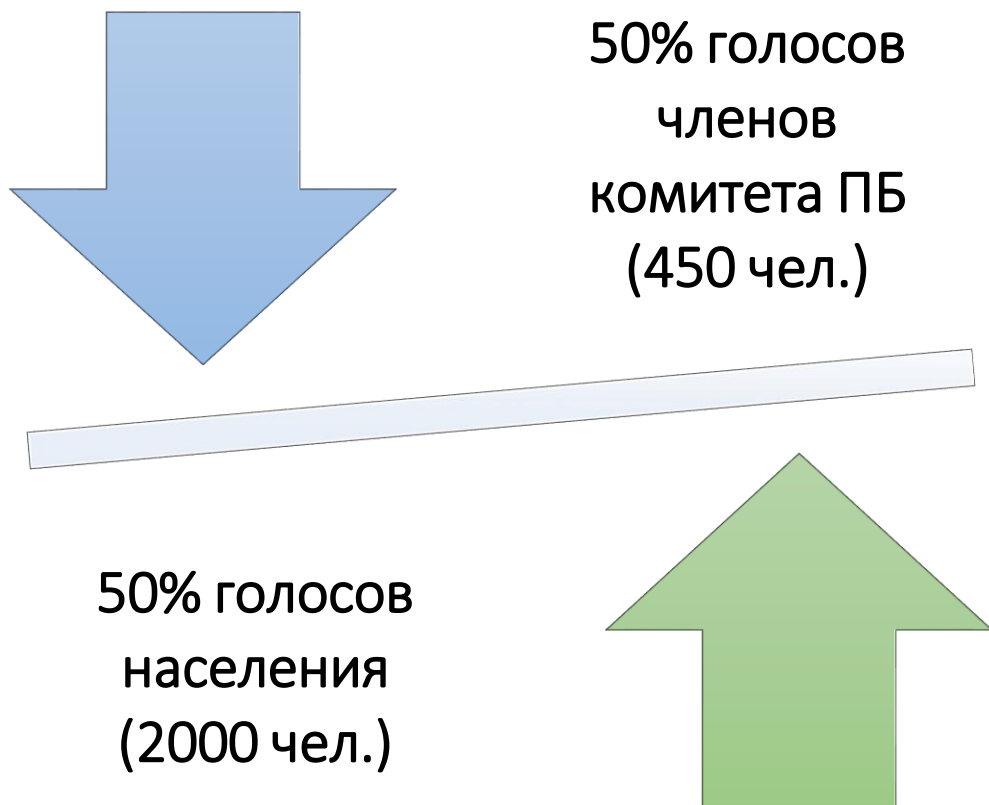 50% голосов
членов
комитета ПБ
(450 чел.)
50% голосов
населения
(2000 чел.)